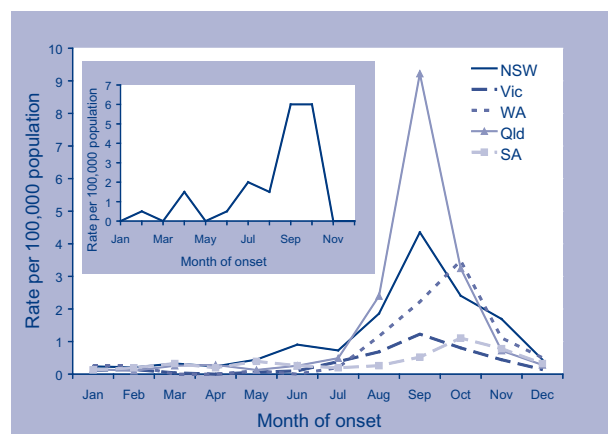 10
9
8
7
6
5
4
3
2
1
0
Rate per 100,000 population
Jan Feb Mar Apr May Jun Jul Aug Sep Oct Nov Dec
Month of onset
NSW
Vic
WA
Qld
SA
7
6
5
4
3
2
1
0
Rate per 100,000 population
Jan Mar May Jul Sep Nov
Month of onset